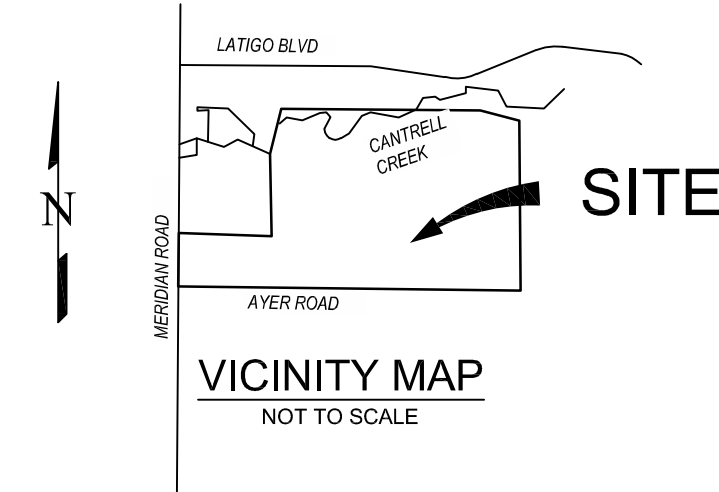 LATIGO BLVD
CANTRELL
CREEK
N
SITE
MERIDIAN ROAD
AYER ROAD
VICINITY MAP
NOT TO SCALE